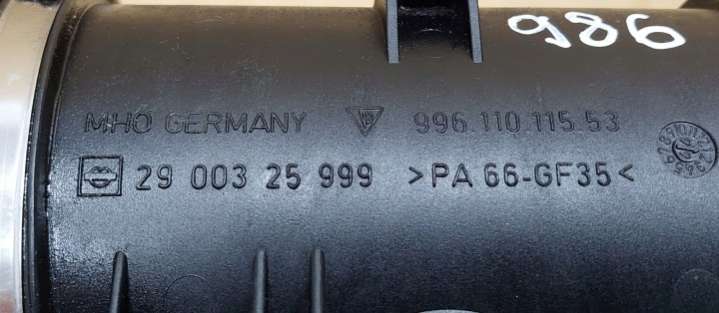 986
MHO GERMANY 996.110.115.53
29 003 25 999 >PA 66-GF35<